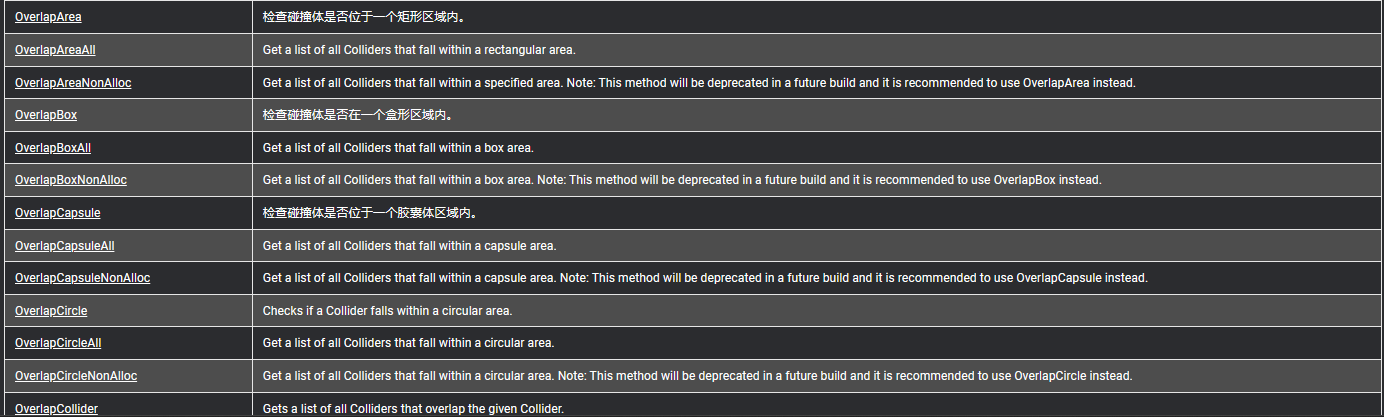 OverlapArea 检查碰撞体是否位于一个矩形区域内。
OverlapAreaAll Get a list of all Colliders that fall within a rectangular area.
OverlapAreaNonAlloc Get a list of all Colliders that fall within a specified area. Note: This method will be deprecated in a future build and it is recommended to use OverlapArea instead.
OverlapBox 检查碰撞体是否在一个盒形区域内。
OverlapBoxAll Get a list of all Colliders that fall within a box area.
OverlapBoxNonAlloc Get a list of all Colliders that fall within a box area. Note: This method will be deprecated in a future build and it is recommended to use OverlapBox instead.
OverlapCapsule 检查碰撞体是否位于一个胶囊体区域内。
OverlapCapsuleAll Get a list of all Colliders that fall within a capsule area.
OverlapCapsuleNonAlloc Get a list of all Colliders that fall within a capsule area. Note: This method will be deprecated in a future build and it is recommended to use OverlapCapsule instead.
OverlapCircle Checks if a Collider falls within a circular area.
OverlapCircleAll Get a list of all Colliders that fall within a circular area.
OverlapCircleNonAlloc Get a list of all Colliders that fall within a circular area. Note: This method will be deprecated in a future build and it is recommended to use OverlapCircle instead.
OverlapCollider Gets a list of all Colliders that overlap the given Collider.